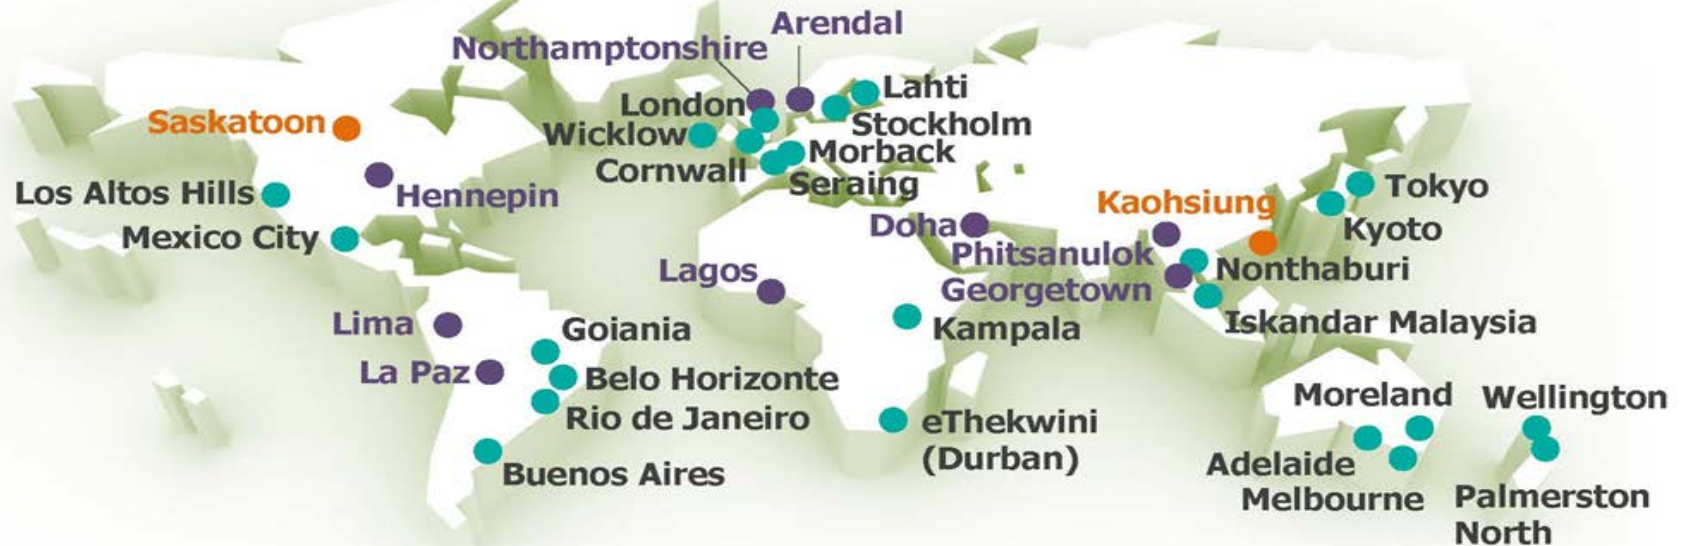 Arendal
Northamptonshire
Lahti
London
Saskatoon
Stockholm
Wicklow
Morback
Cornwall
Seraing
Los Altos Hills
Hennepin
Tokyo
Kaohsiung
Doha
Kyoto
Mexico City
Phitsanulok
Lagos
Nonthaburi
Georgetown
Lima
Goiania
Kampala
Iskandar Malaysia
La Paz
Belo Horizonte
Moreland
Wellington
Rio de Janeiro
eThekwini
(Durban)
Buenos Aires
Adelaide
Melbourne
Palmerston
North